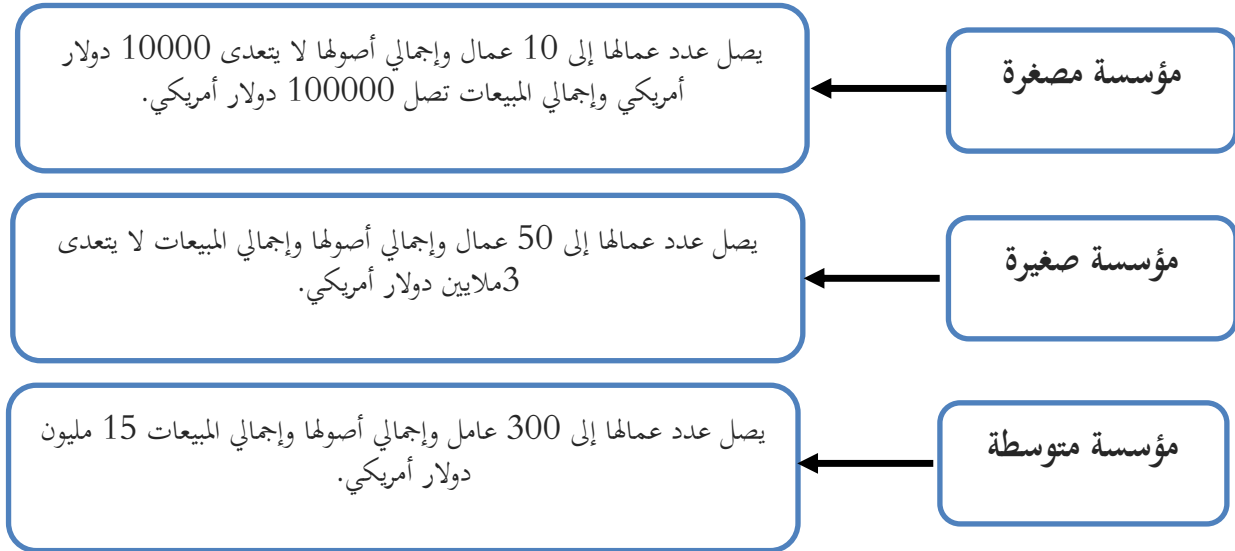 مؤسسة مصغرة
يصل عدد عمالها إلى 10 عمال وإجمالي أصولها لا يتعدى 10000 دولار
أمريكي وإجمالي المبيعات تصل 100000 دولار أمريكي.
مؤسسة صغيرة
يصل عدد عمالها إلى 50 عمال وإجمالي أصولها وإجمالي المبيعات لا يتعدى
3ملايين دولار أمريكي.
مؤسسة متوسطة
يصل عدد عمالها إلى 300 عامل وإجمالي أصولها وإجمالي المبيعات 15 مليون
دولار أمريكي.